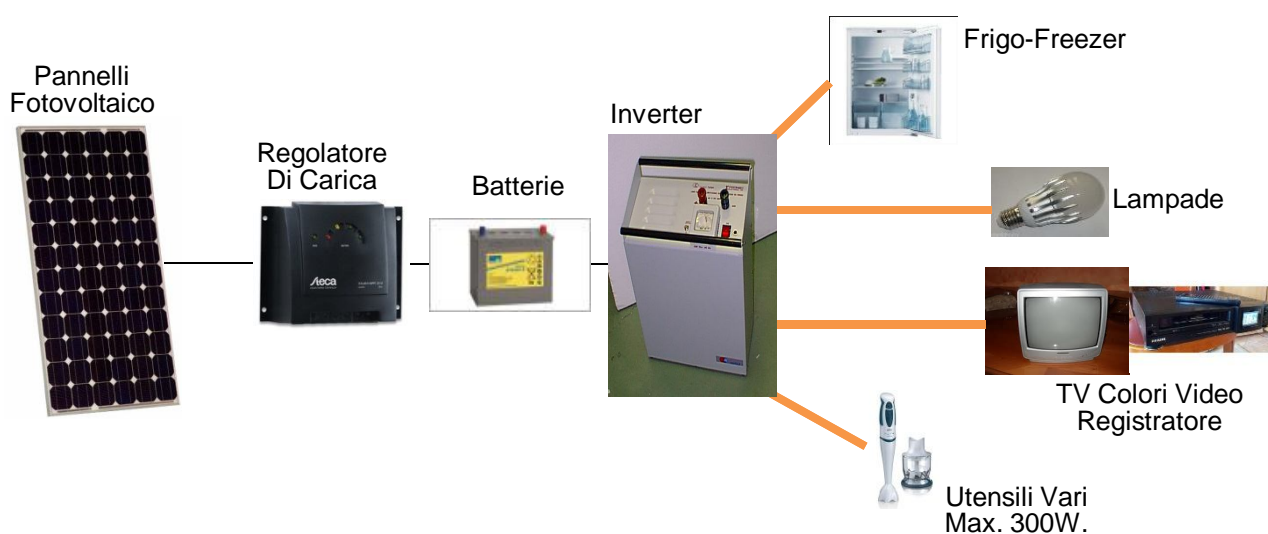 Pannelli
Fotovoltaico
Regolatore
Di Carica
Batterie
Inverter
Frigo-Freezer
Lampade
TV Colori Video
Registratore
Utensili Vari
Max. 300W.
Steca